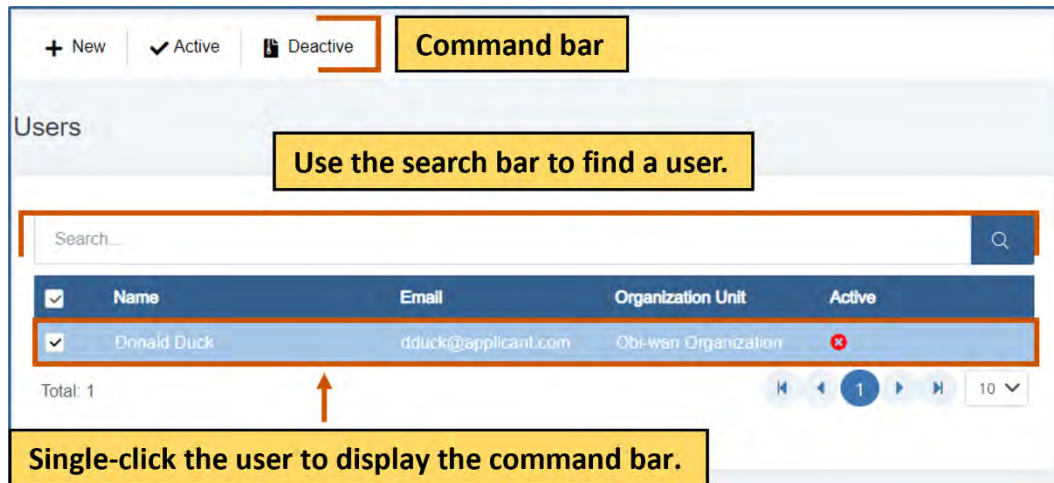 New Active Deactive Command bar
Users
Use the search bar to find a user.
Search...
Name Email Organization Unit Active
Donald Duck dduck@applicant.com Obi-wan Organization
Total: 1 1 10
Single-click the user to display the command bar.